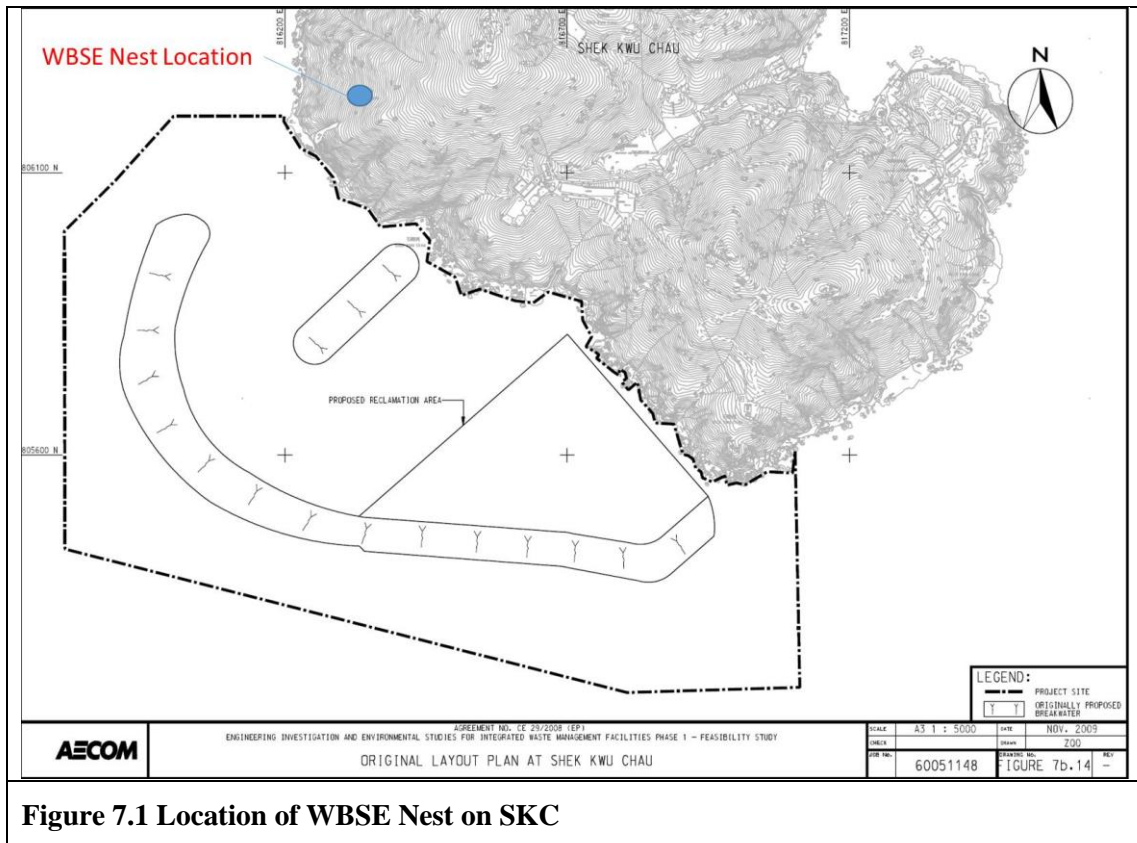 816200 E
816700 E
817200 E
SHEK KWU CHAU
WBSE Nest Location
N
806100 N
PROPOSED RECLAMATION AREA
805600 N
LEGEND:
PROJECT SITE
ORIGINALLY PROPOSED
BREAKWATER
AECOM
AGREEMENT NO. CE 29/2008 (EP)
ENGINEERING INVESTIGATION AND ENVIRONMENTAL STUDIES FOR INTEGRATED WASTE MANAGEMENT FACILITIES PHASE 1 - FEASIBILITY STUDY
ORIGINAL LAYOUT PLAN AT SHEK KWU CHAU
SCALE A3 1 : 5000 DATE NOV. 2009
CHECK DRAWN ZQQ
JOB No. 60051148 DRAWING No. FIGURE 7b.14 REV -
Figure 7.1 Location of WBSE Nest on SKC